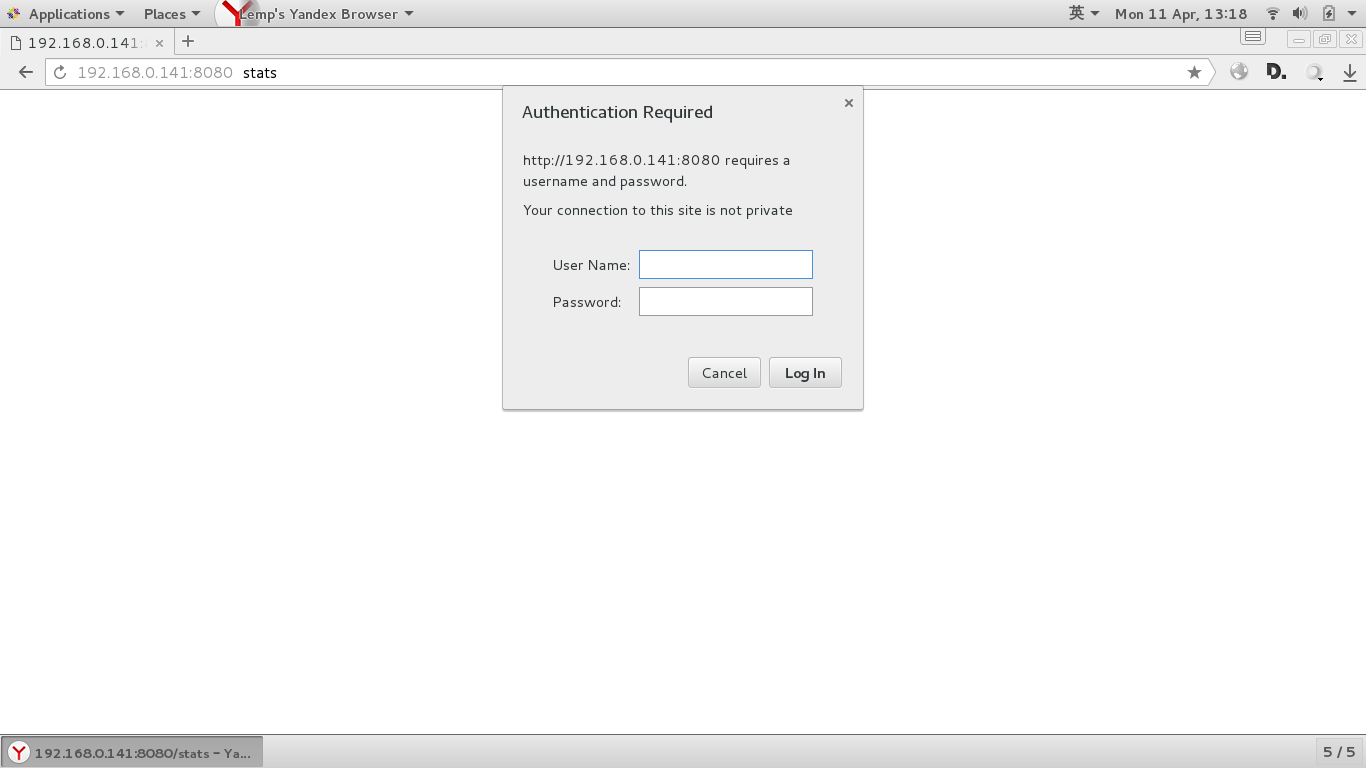 Applications Places Lemp's Yandex Browser 英 Mon 11 Apr, 13:18
192.168.0.141:
192.168.0.141:8080 stats D.
Authentication Required
http://192.168.0.141:8080 requires a
username and password.
Your connection to this site is not private
User Name:
Password:
Cancel Log In
192.168.0.141:8080/stats – Ya... 5 / 5